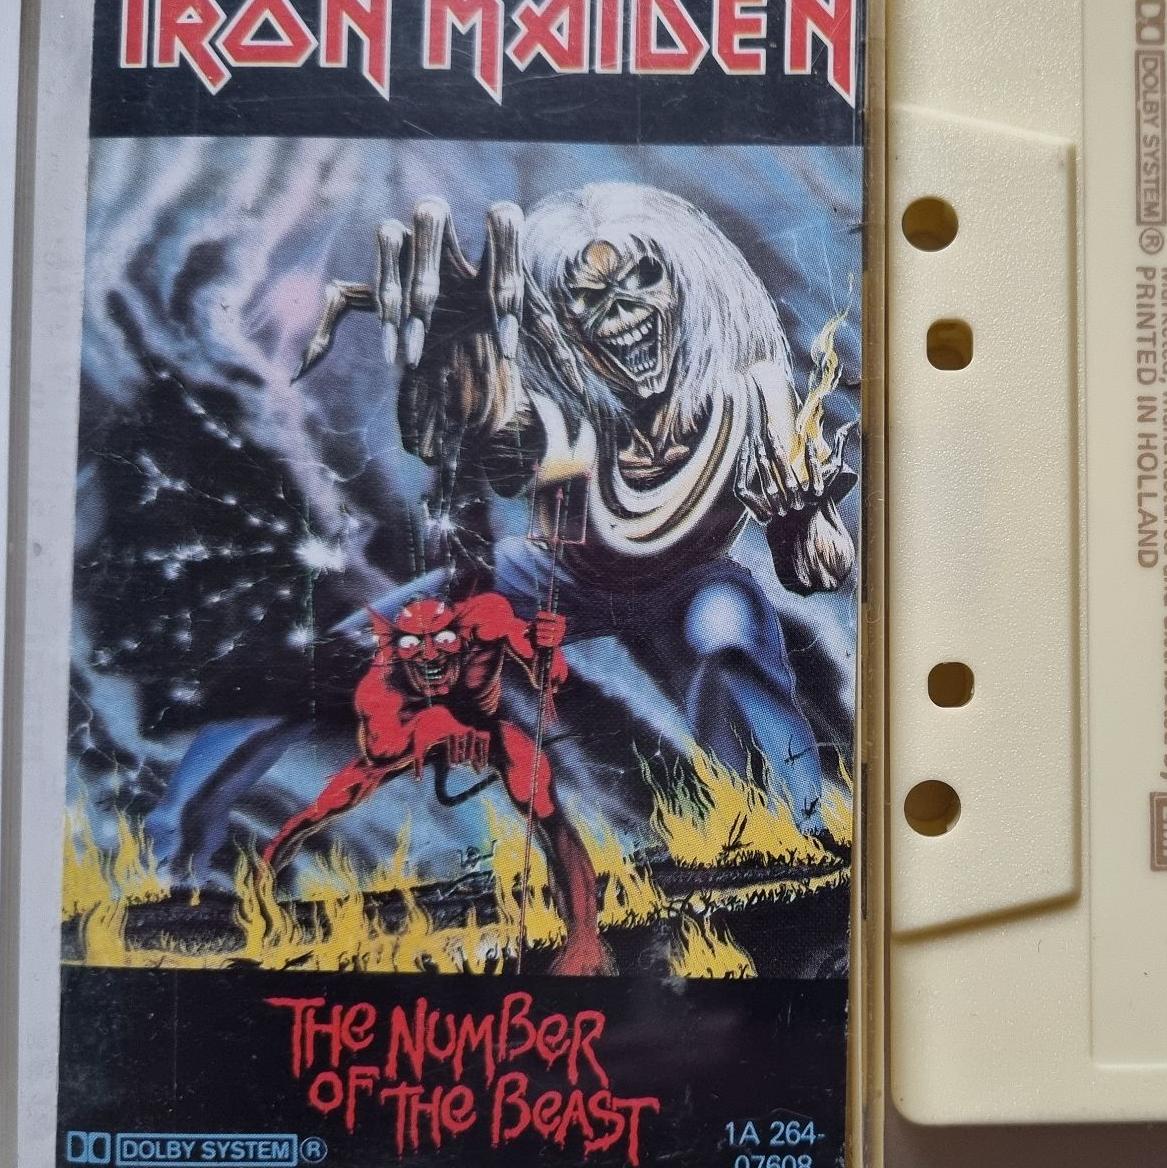 IRON MAIDEN
THE NUMBER
OF THE BEAST
DOLBY SYSTEM ®
1A 264-
07608
DOLBY SYSTEM ® PRINTED IN HOLLAND